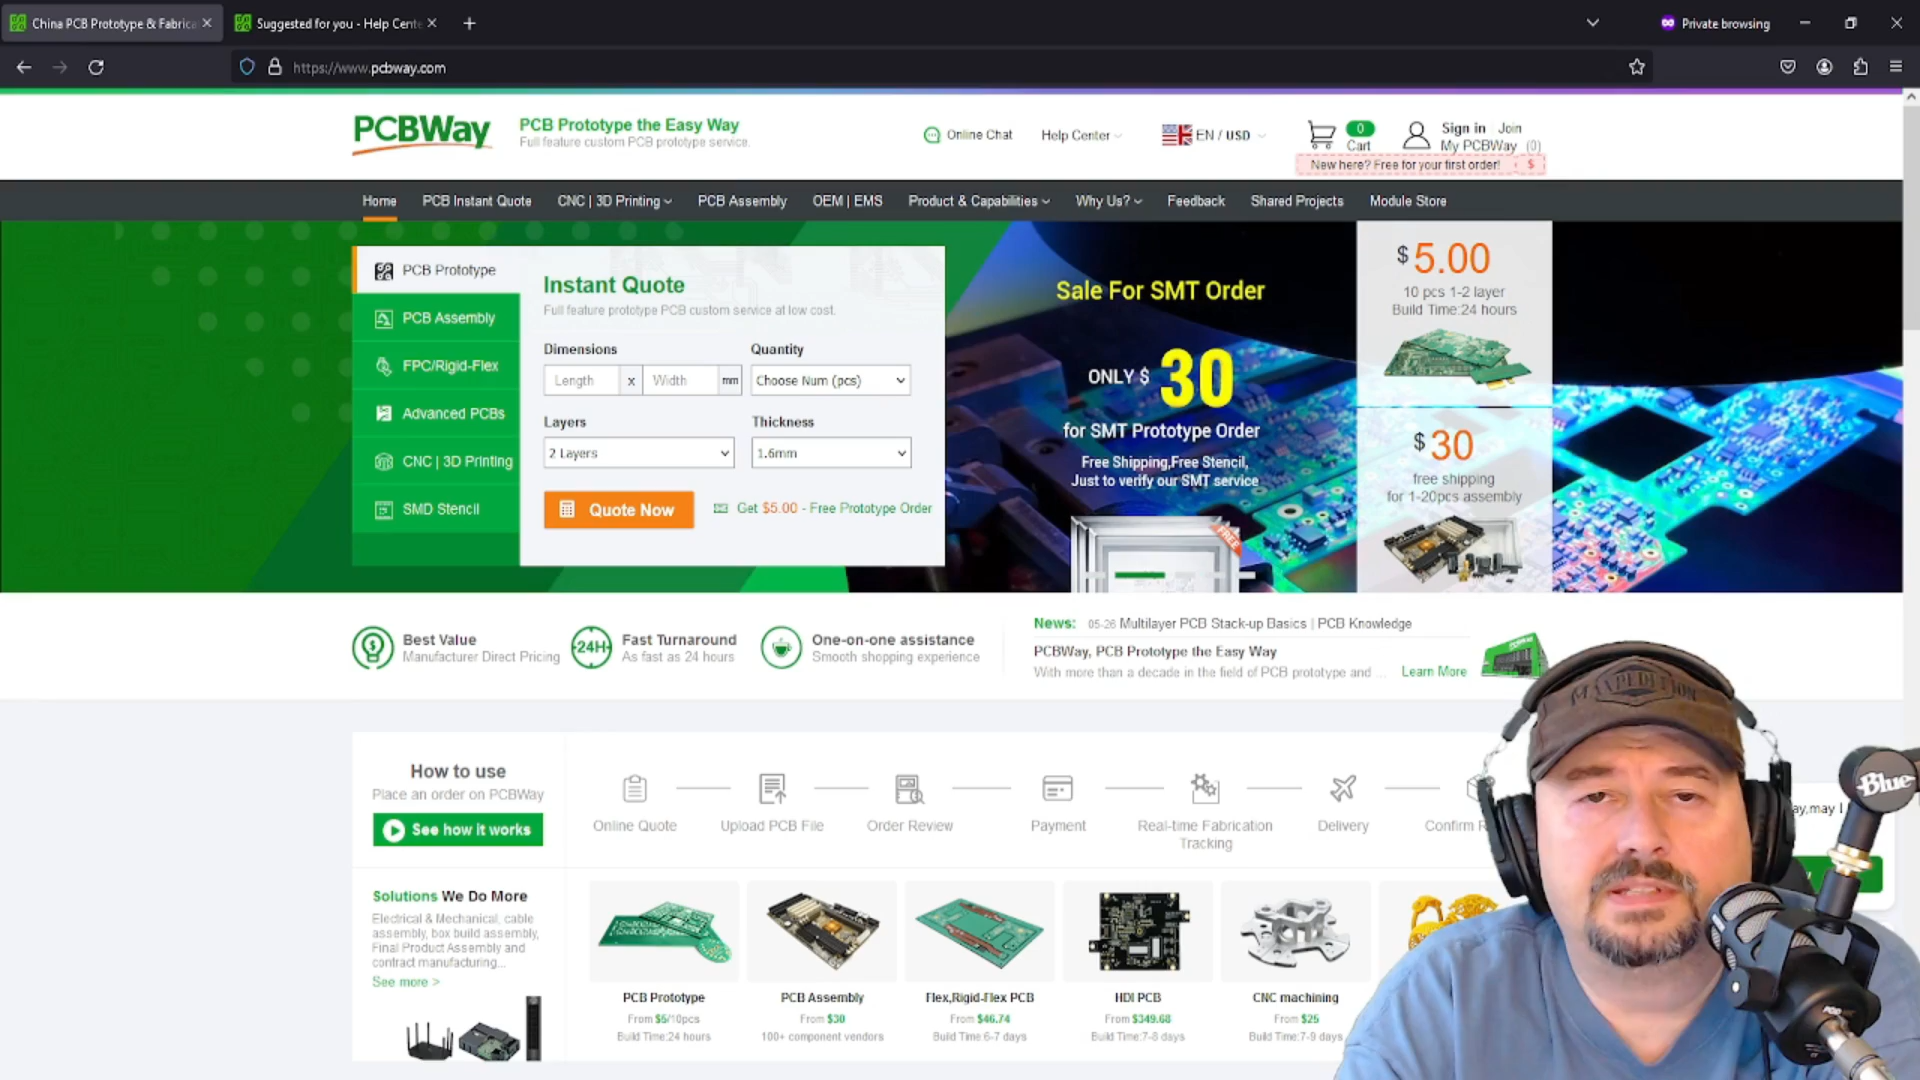 China PCB Prototype & Fabrica
Suggested for you - Help Cente
Private browsing
https://www.pcbway.com
PCBWay
PCB Prototype the Easy Way
Full feature custom PCB prototype service.
Online Chat
Help Center
EN / USD
0
Cart
Sign in Join
My PCBWay (0)
New here? Free for your first order! $
Home
PCB Instant Quote
CNC | 3D Printing
PCB Assembly
OEM | EMS
Product & Capabilities
Why Us?
Feedback
Shared Projects
Module Store
PCB Prototype
PCB Assembly
FPC/Rigid-Flex
Advanced PCBs
CNC | 3D Printing
SMD Stencil
Instant Quote
Full feature prototype PCB custom service at low cost.
Dimensions
Quantity
Length x Width mm
Choose Num (pcs)
Layers
Thickness
2 Layers
1.6mm
Quote Now
Get $5.00 - Free Prototype Order
Sale For SMT Order
ONLY $ 30
for SMT Prototype Order
Free Shipping,Free Stencil,
Just to verify our SMT service
FREE
$5.00
10 pcs 1-2 layer
Build Time:24 hours
$30
free shipping
for 1-20pcs assembly
Best Value
Manufacturer Direct Pricing
24H
Fast Turnaround
As fast as 24 hours
One-on-one assistance
Smooth shopping experience
News: 05-26 Multilayer PCB Stack-up Basics | PCB Knowledge
PCBWay, PCB Prototype the Easy Way
With more than a decade in the field of PCB prototype and ...
Learn More
How to use
Place an order on PCBWay
See how it works
Online Quote
Upload PCB File
Order Review
Payment
Real-time Fabrication
Tracking
Delivery
Confirm R
ay,may I
Solutions We Do More
Electrical & Mechanical, cable
assembly, box build assembly,
Final Product Assembly and
contract manufacturing...
See more >
PCB Prototype
From $5/10pcs
Build Time:24 hours
PCB Assembly
From $30
100+ component vendors
Flex,Rigid-Flex PCB
From $46.74
Build Time:6-7 days
HDI PCB
From $349.68
Build Time:7-8 days
CNC machining
From $25
Build Time:7-9 days
MAXPEDITION
Blue